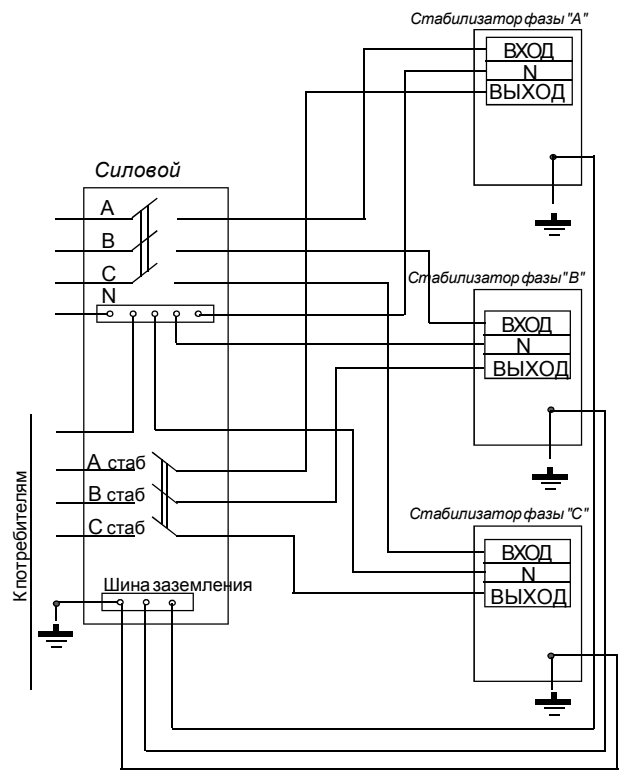 Стабилизатор фазы "А"
ВХОД
N
ВЫХОД
Силовой
А
В
С
N
Стабилизатор фазы "В"
ВХОД
N
ВЫХОД
А стаб
В стаб
С стаб
К потребителям
Шина заземления
Стабилизатор фазы "С"
ВХОД
N
ВЫХОД